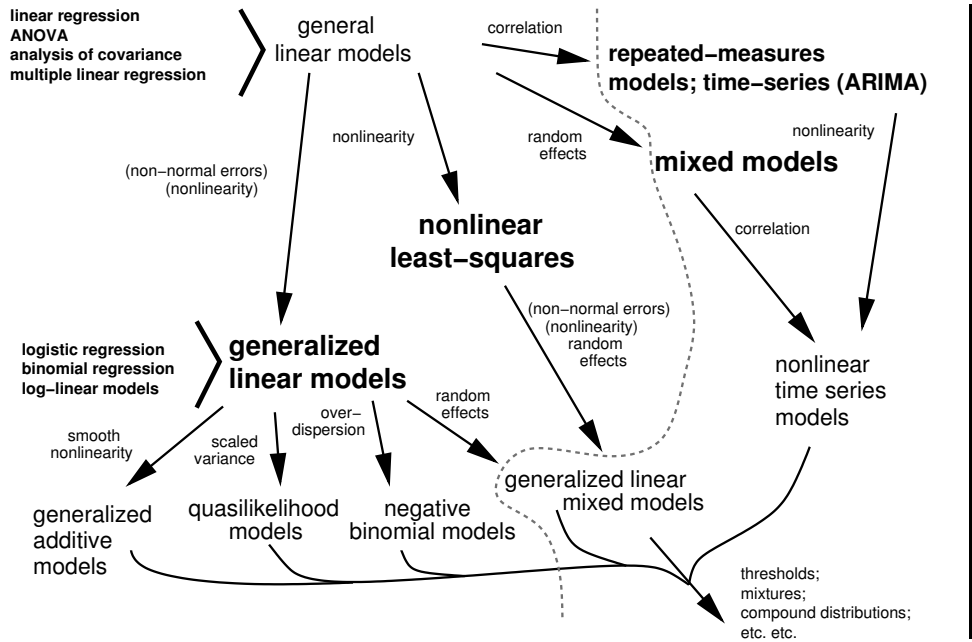 linear regression
ANOVA
analysis of covariance
multiple linear regression
general
linear models
correlation
repeated−measures
models; time−series (ARIMA)
nonlinearity
random
effects
nonlinearity
mixed models
(non−normal errors)
(nonlinearity)
nonlinear
least−squares
correlation
(non−normal errors)
(nonlinearity)
random
effects
logistic regression
binomial regression
log−linear models
generalized
linear models
nonlinear
time series
models
smooth
nonlinearity
scaled
variance
over−
dispersion
random
effects
generalized
additive
models
quasilikelihood
models
negative
binomial models
generalized linear
mixed models
thresholds;
mixtures;
compound distributions;
etc. etc.